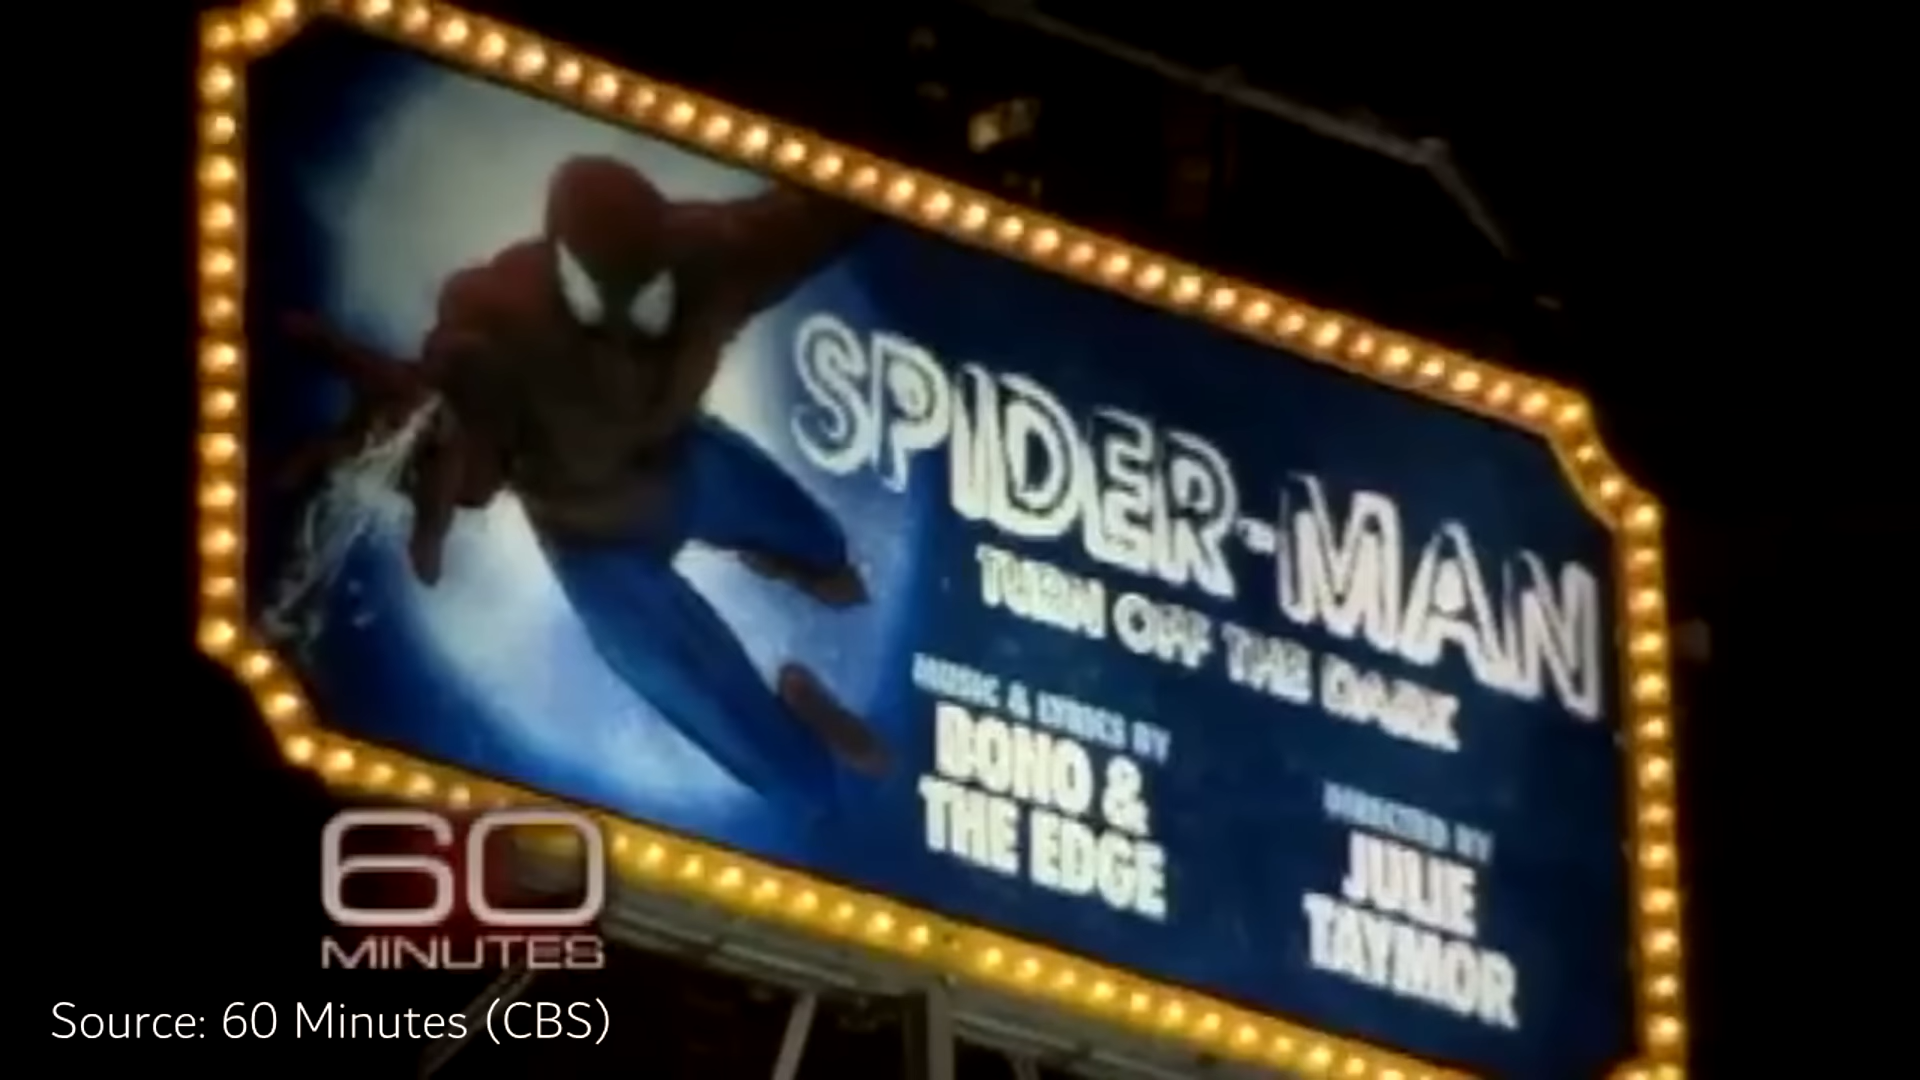 SPIDER-MAN
TURN OFF THE DARK
MUSIC & LYRICS BY
BONO &
THE EDGE
DIRECTED BY
JULIE
TAYMOR
60
MINUTES
Source: 60 Minutes (CBS)